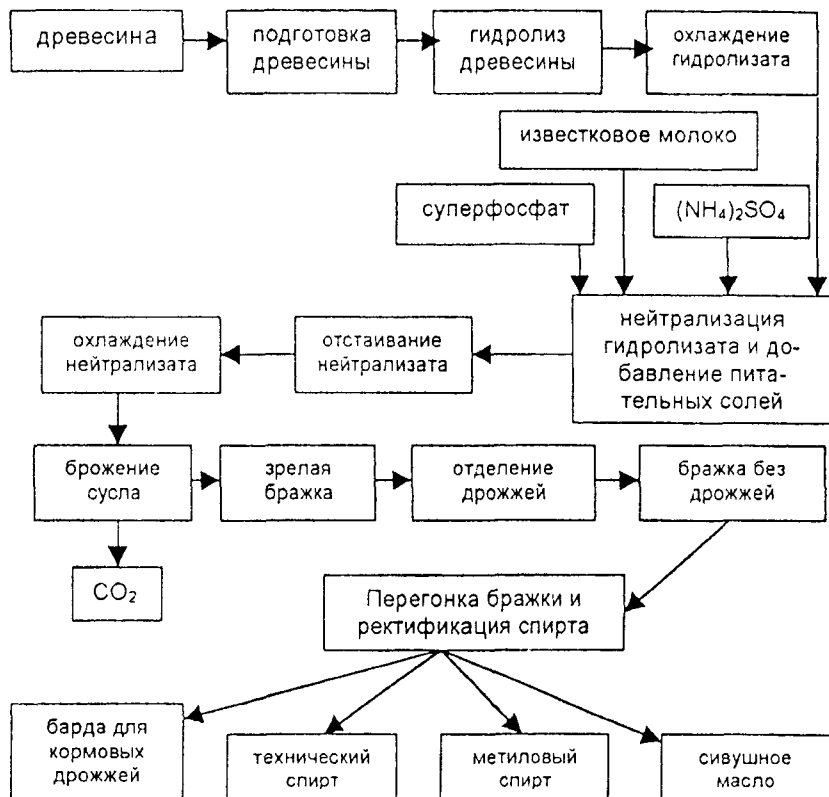 древесина
подготовка
древесины
гидролиз
древесины
охлаждение
гидролизата
известковое молоко
суперфосфат
(NH₄)₂SO₄
нейтрализация
гидролизата и до-
бавление пита-
тельных солей
отстаивание
нейтрализата
охлаждение
нейтрализата
брожение
сусла
зрелая
бражка
отделение
дрожжей
бражка без
дрожжей
CO₂
Перегонка бражки и
ректификация спирта
барда для
кормовых
дрожжей
технический
спирт
метиловый
спирт
сивушное
масло